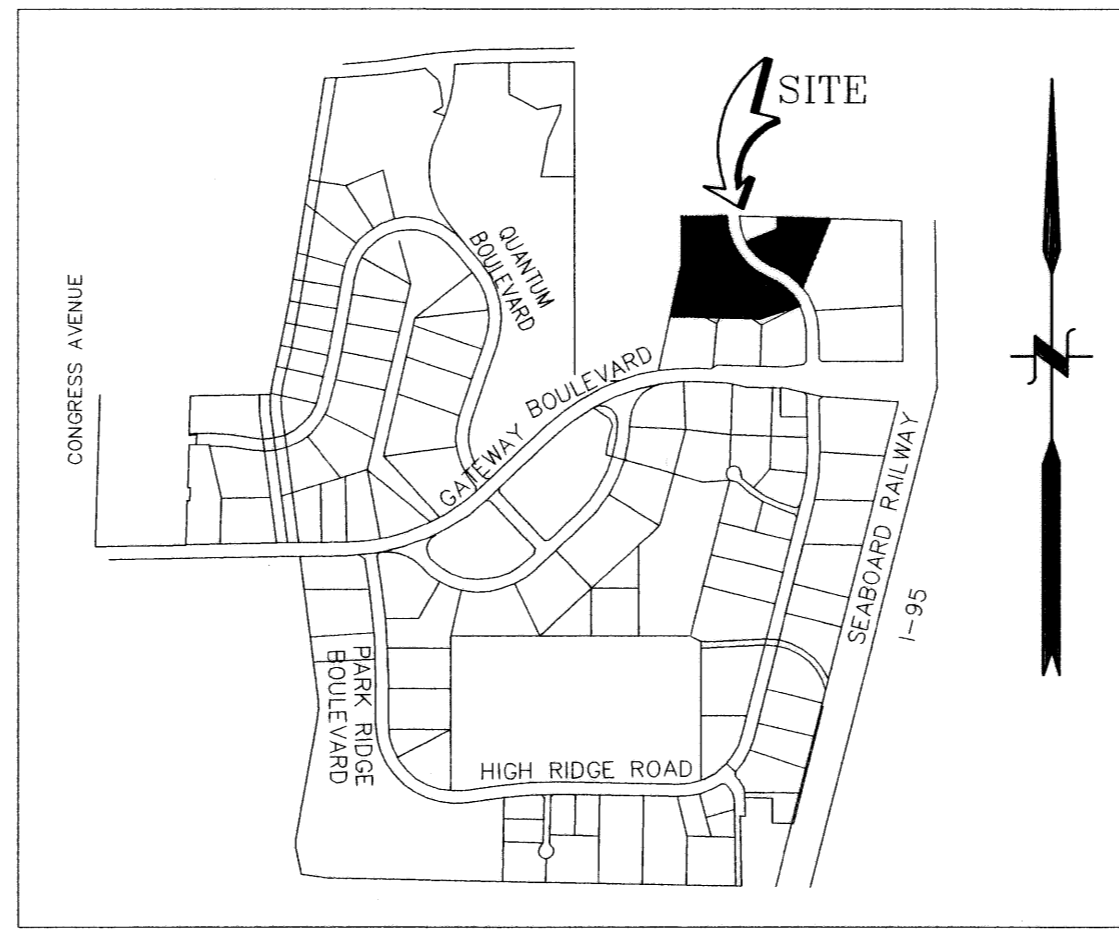 SITE
QUANTUM
BOULEVARD
CONGRESS AVENUE
GATEWAY BOULEVARD
N
SEABOARD RAILWAY
I-95
PARK RIDGE
BOULEVARD
HIGH RIDGE ROAD